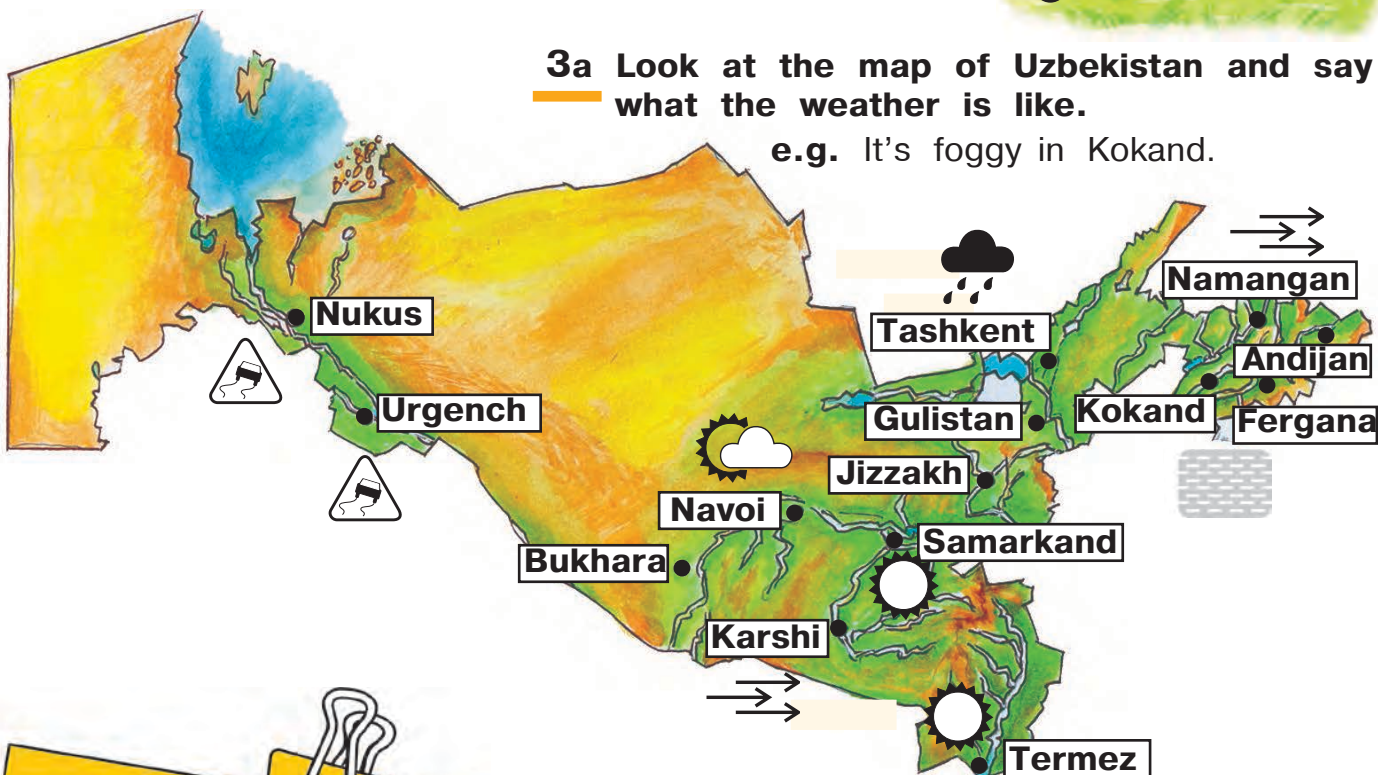 3a Look at the map of Uzbekistan and say
what the weather is like.
e.g. It's foggy in Kokand.
Namangan
Nukus
Tashkent
Andijan
Urgench
Gulistan
Kokand
Fergana
Jizzakh
Navoi
Samarkand
Bukhara
Karshi
Termez